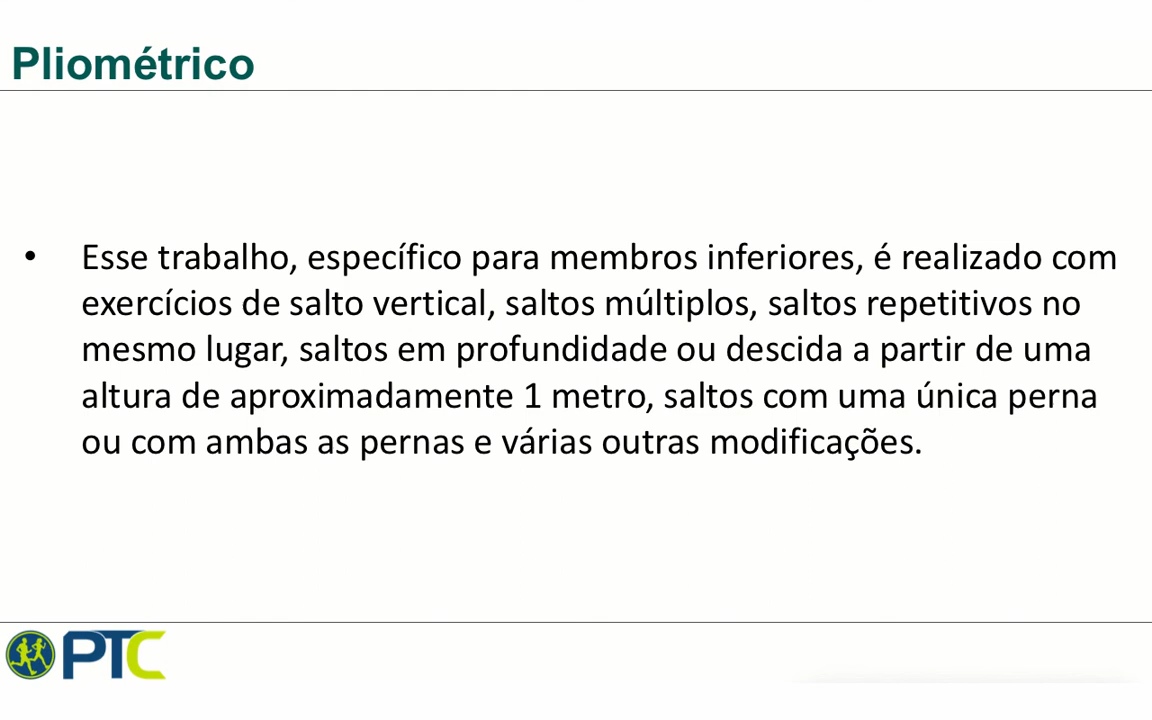 Pliométrico
• Esse trabalho, específico para membros inferiores, é realizado com
exercícios de salto vertical, saltos múltiplos, saltos repetitivos no
mesmo lugar, saltos em profundidade ou descida a partir de uma
altura de aproximadamente 1 metro, saltos com uma única perna
ou com ambas as pernas e várias outras modificações.
PTC